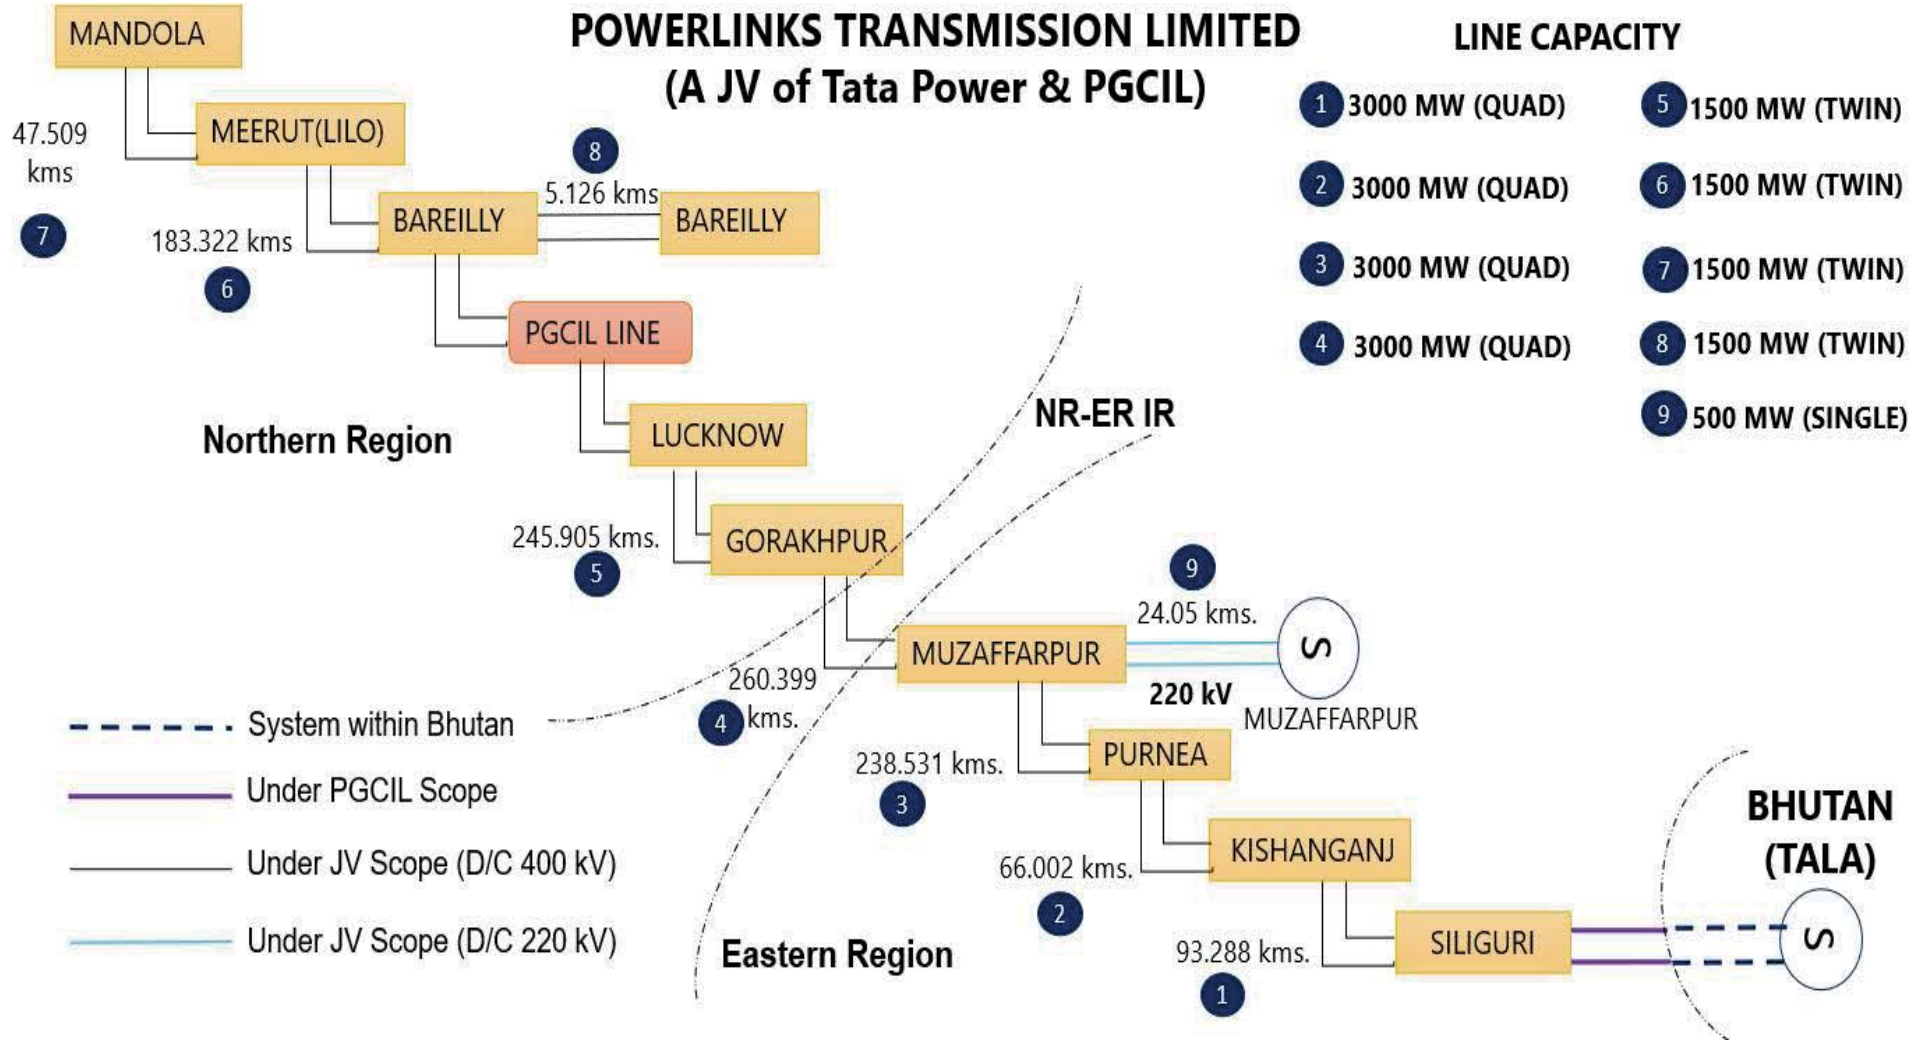 POWERLINKS TRANSMISSION LIMITED
(A JV of Tata Power & PGCIL)
LINE CAPACITY
1 3000 MW (QUAD)
2 3000 MW (QUAD)
3 3000 MW (QUAD)
4 3000 MW (QUAD)
5 1500 MW (TWIN)
6 1500 MW (TWIN)
7 1500 MW (TWIN)
8 1500 MW (TWIN)
9 500 MW (SINGLE)
MANDOLA
47.509
kms
7
MEERUT(LILO)
183.322 kms
6
BAREILLY
8
5.126 kms
BAREILLY
PGCIL LINE
LUCKNOW
Northern Region
NR-ER IR
245.905 kms.
5
GORAKHPUR
260.399
kms.
4
MUZAFFARPUR
9
24.05 kms.
220 kV
S
MUZAFFARPUR
238.531 kms.
3
PURNEA
66.002 kms.
2
KISHANGANJ
93.288 kms.
1
SILIGURI
Eastern Region
BHUTAN
(TALA)
S
System within Bhutan
Under PGCIL Scope
Under JV Scope (D/C 400 kV)
Under JV Scope (D/C 220 kV)